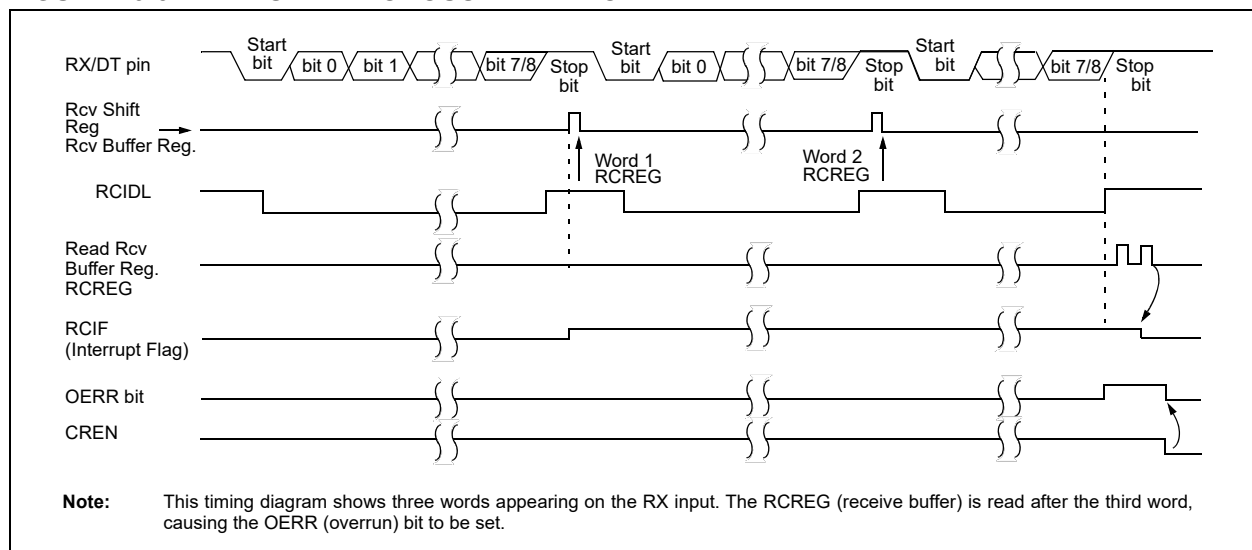 RX/DT pin
Start
bit
bit 0
bit 1
bit 7/8
Stop
bit
Start
bit
bit 0
bit 7/8
Stop
bit
Start
bit
bit 7/8
Stop
bit
Rcv Shift
Reg
Rcv Buffer Reg.
Word 1
RCREG
Word 2
RCREG
RCIDL
Read Rcv
Buffer Reg.
RCREG
RCIF
(Interrupt Flag)
OERR bit
CREN
Note: This timing diagram shows three words appearing on the RX input. The RCREG (receive buffer) is read after the third word,
causing the OERR (overrun) bit to be set.